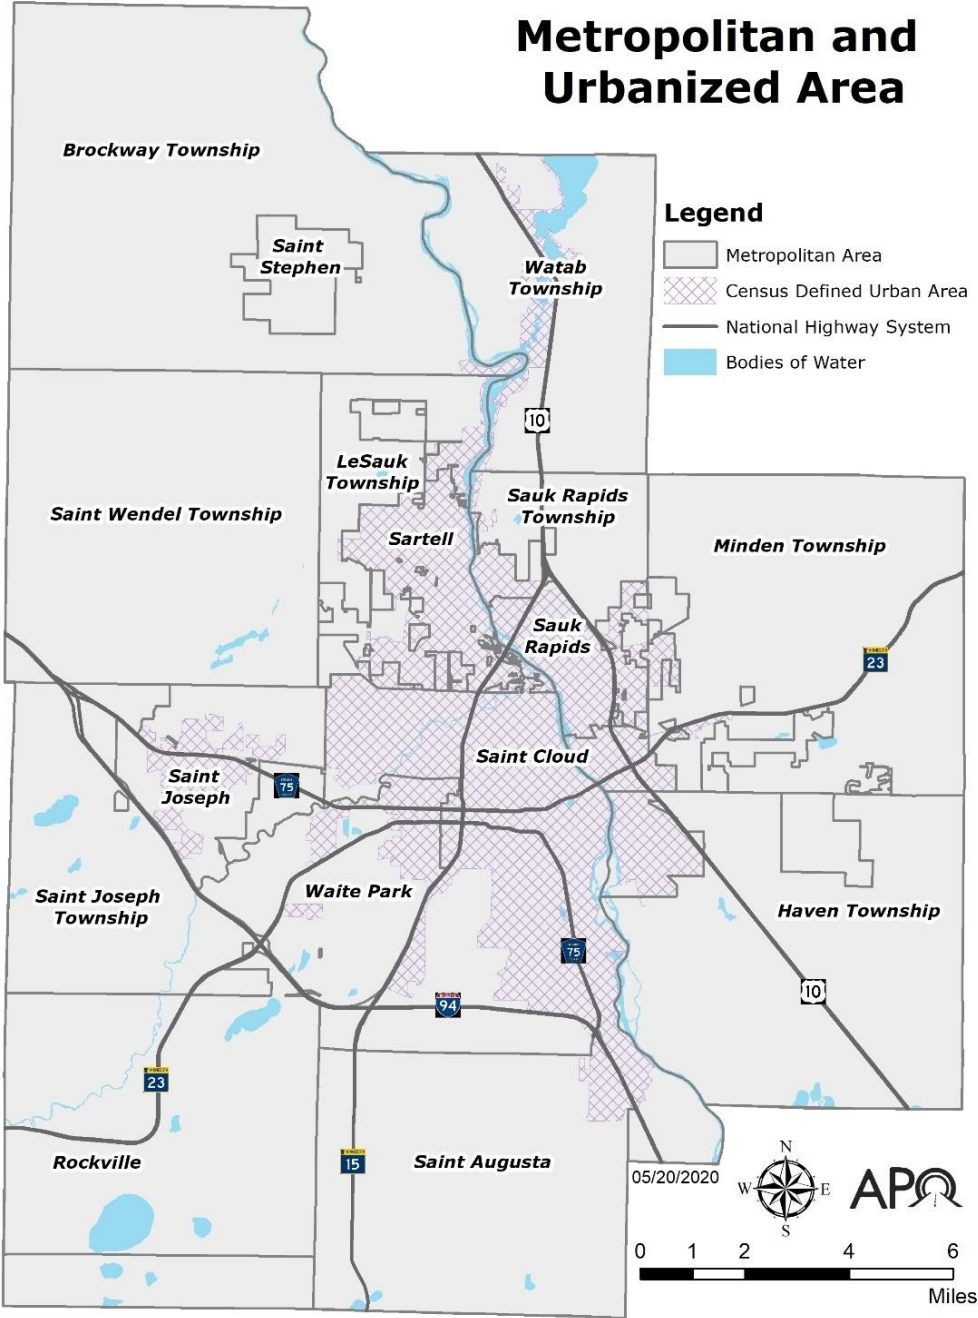 Metropolitan and
Urbanized Area
Brockway Township
Legend
Saint
Stephen
Metropolitan Area
Watab
Township
Census Defined Urban Area
National Highway System
Bodies of Water
10
LeSauk
Township
Sauk Rapids
Township
Saint Wendel Township
Sartell
Minden Township
Sauk
Rapids
23
Saint Cloud
Saint
Joseph
75
Waite Park
Saint Joseph
Township
Haven Township
75
10
94
23
15
Rockville
Saint Augusta
05/20/2020
N
W
E
S
APO
0 1 2 4 6
Miles